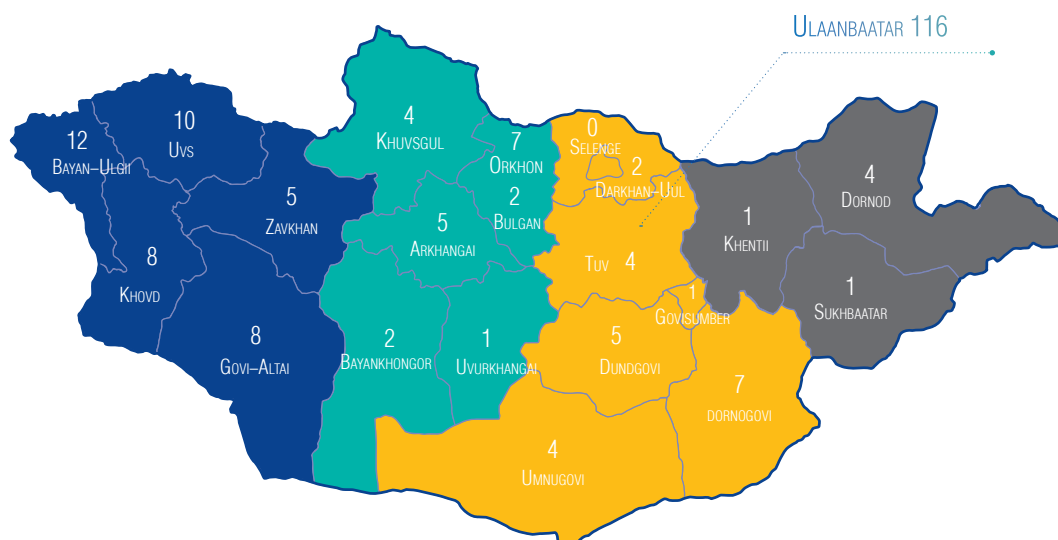 ULAANBAATAR 116
12
BAYAN–ULGII
10
UVS
5
ZAVKHAN
8
KHOVD
8
GOVI–ALTAI
4
KHUVSGUL
7
ORKHON
2
BULGAN
5
ARKHANGAI
2
BAYANKHONGOR
1
UVURKHANGAI
0
SELENGE
2
DARKHAN–UUL
TUV 4
1
GOVISUMBER
5
DUNDGOVI
7
DORNOGOVI
4
UMNUGOVI
1
KHENTII
4
DORNOD
1
SUKHBAATAR